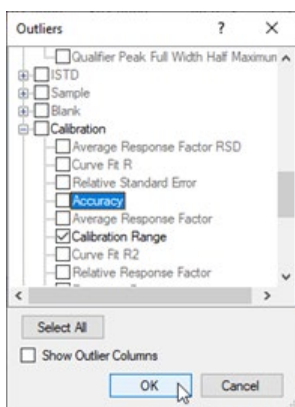 Outliers ? ×
Qualifier Peak Full Width Half Maximun
ISTD
Sample
Blank
Calibration
Average Response Factor RSD
Curve Fit R
Relative Standard Error
Accuracy
Average Response Factor
Calibration Range
Curve Fit R2
Relative Response Factor
Select All
Show Outlier Columns
OK Cancel